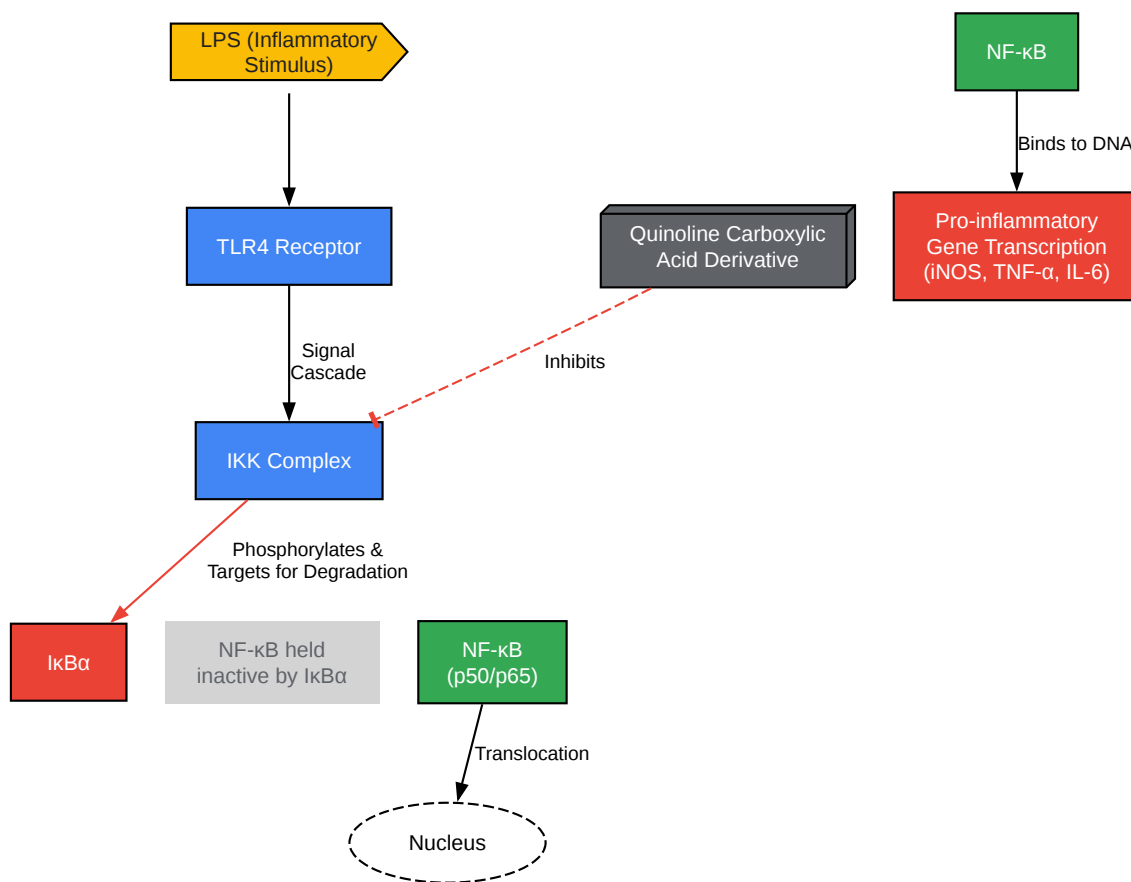 LPS (Inflammatory
Stimulus)
NF-κB
Binds to DNA
TLR4 Receptor
Quinoline Carboxylic
Acid Derivative
Pro-inflammatory
Gene Transcription
(iNOS, TNF-α, IL-6)
Signal
Cascade
Inhibits
IKK Complex
Phosphorylates &
Targets for Degradation
IκBα
NF-κB held
inactive by IκBα
NF-κB
(p50/p65)
Translocation
Nucleus